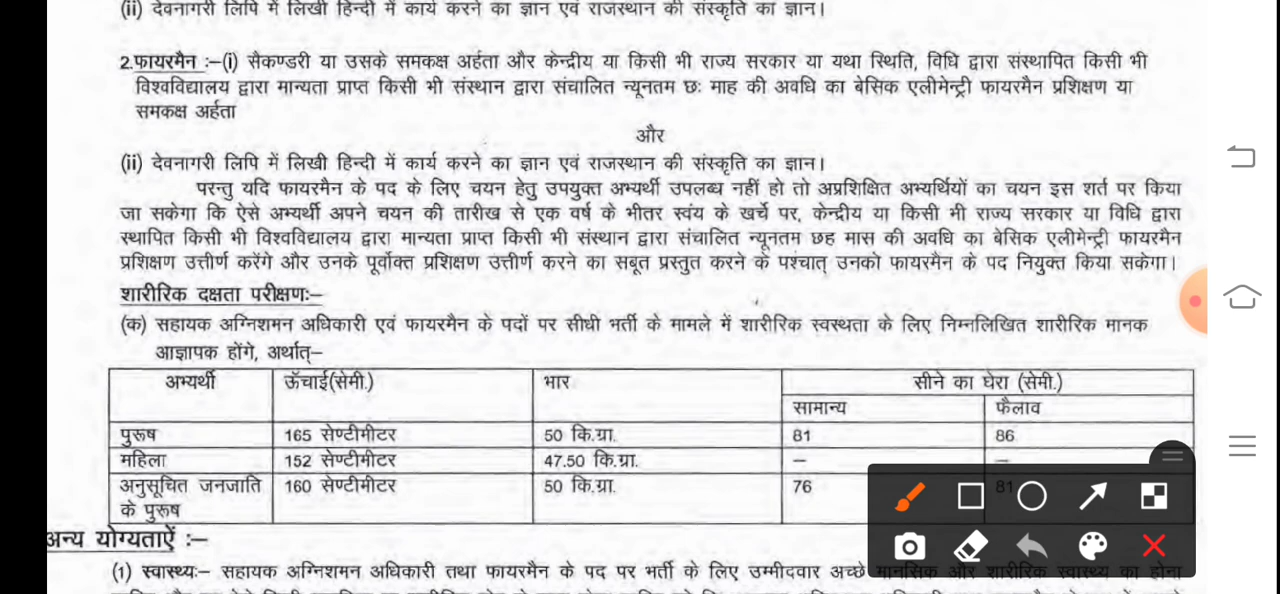 (ii) देवनागरी लिपि में लिखी हिन्दी में कार्य करने का ज्ञान एवं राजस्थान की संस्कृति का ज्ञान।
2.फायरमैन :–(i) सैकण्डरी या उसके समकक्ष अर्हता और केन्द्रीय या किसी भी राज्य सरकार या यथा स्थिति, विधि द्वारा संस्थापित किसी भी
विश्वविद्यालय द्वारा मान्यता प्राप्त किसी भी संस्थान द्वारा संचालित न्यूनतम छः माह की अवधि का बेसिक एलीमेन्ट्री फायरमैन प्रशिक्षण या
समकक्ष अर्हता
और
(ii) देवनागरी लिपि में लिखी हिन्दी में कार्य करने का ज्ञान एवं राजस्थान की संस्कृति का ज्ञान।
परन्तु यदि फायरमैन के पद के लिए चयन हेतु उपयुक्त अभ्यर्थी उपलब्ध नहीं हो तो अप्रशिक्षित अभ्यर्थियों का चयन इस शर्त पर किया
जा सकेगा कि ऐसे अभ्यर्थी अपने चयन की तारीख से एक वर्ष के भीतर स्वंय के खर्चे पर, केन्द्रीय या किसी भी राज्य सरकार या विधि द्वारा
स्थापित किसी भी विश्वविद्यालय द्वारा मान्यता प्राप्त किसी भी संस्थान द्वारा संचालित न्यूनतम छह मास की अवधि का बेसिक एलीमेन्ट्री फायरमैन
प्रशिक्षण उत्तीर्ण करेंगे और उनके पूर्वोक्त प्रशिक्षण उत्तीर्ण करने का सबूत प्रस्तुत करने के पश्चात् उनको फायरमैन के पद नियुक्त किया सकेगा।
शारीरिक दक्षता परीक्षणः–
(क) सहायक अग्निशमन अधिकारी एवं फायरमैन के पदों पर सीधी भर्ती के मामले में शारीरिक स्वस्थता के लिए निम्नलिखित शारीरिक मानक
आज्ञापक होंगे, अर्थात्–
अभ्यर्थी ऊँचाई(सेमी.) भार सीने का घेरा (सेमी.)
सामान्य फैलाव
पुरूष 165 सेण्टीमीटर 50 कि.ग्रा. 81 86
महिला 152 सेण्टीमीटर 47.50 कि.ग्रा. – –
अनुसूचित जनजाति 160 सेण्टीमीटर 50 कि.ग्रा. 76 81
के पुरूष
अन्य योग्यताऐं :–
(1) स्वास्थ्यः– सहायक अग्निशमन अधिकारी तथा फायरमैन के पद पर भर्ती के लिए उम्मीदवार अच्छे मानसिक और शारीरिक स्वास्थ्य का होना